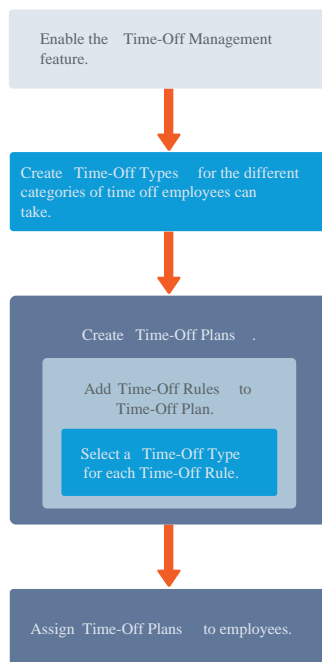 Enable the Time-Off Management
feature.
Create Time-Off Types for the different
categories of time off employees can
take.
Create Time-Off Plans .
Add Time-Off Rules to
Time-Off Plan.
Select a Time-Off Type
for each Time-Off Rule.
Assign Time-Off Plans to employees.